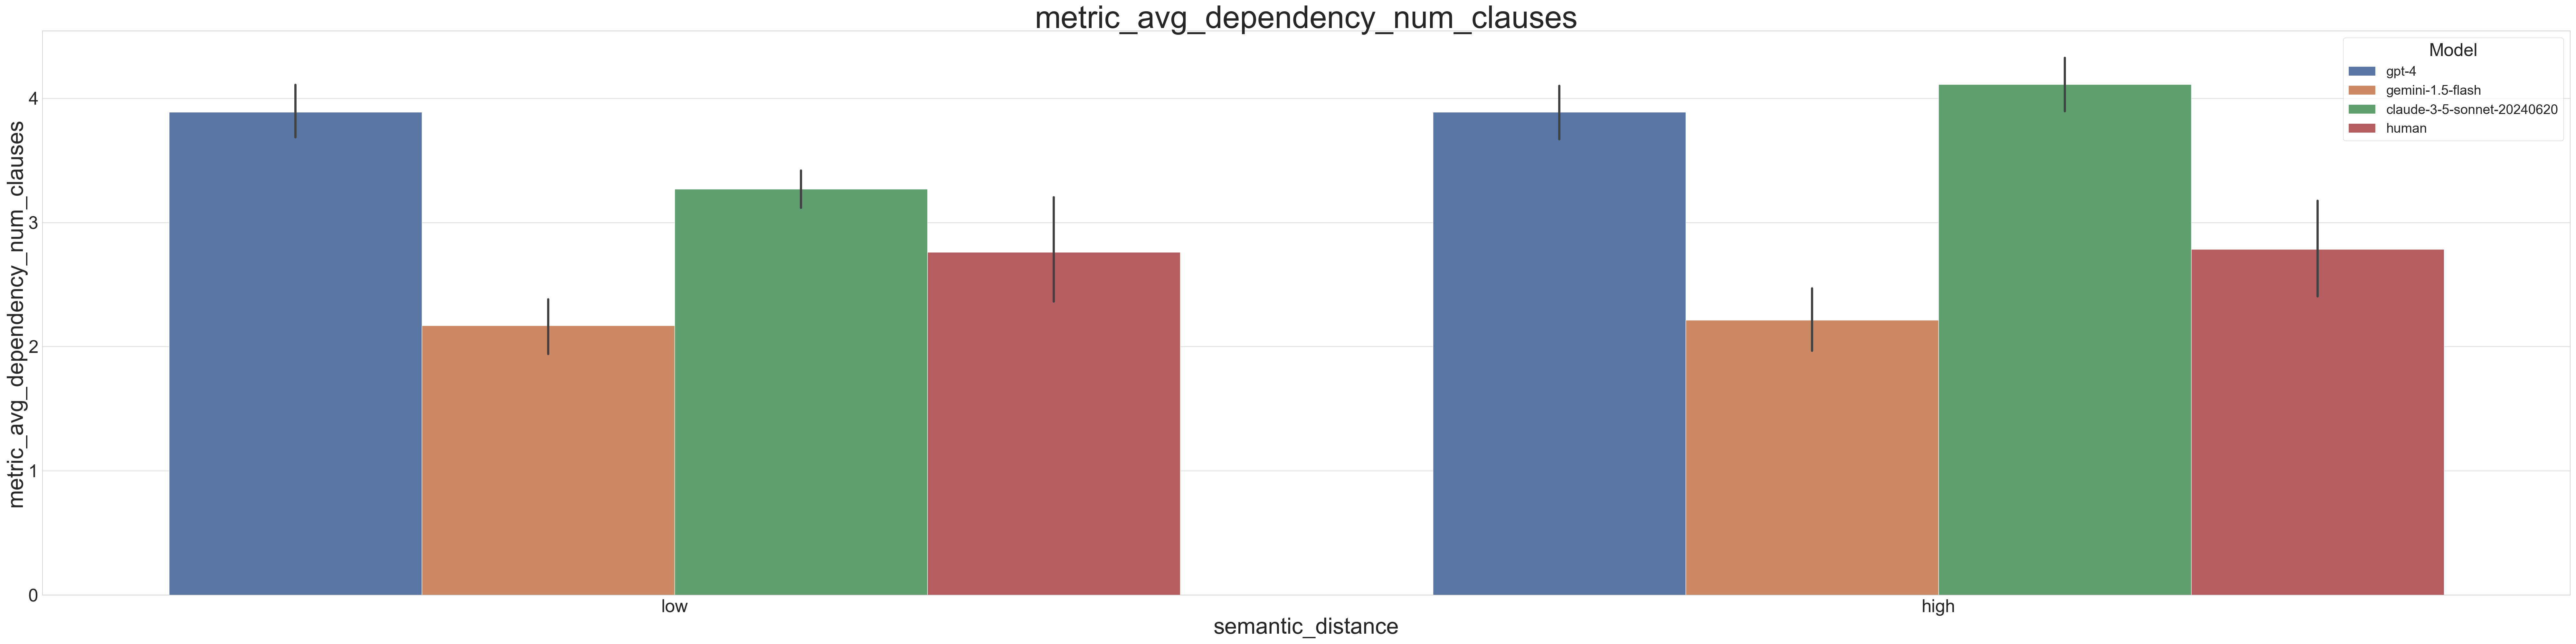 metric_avg_dependency_num_clauses
Model
gpt-4
gemini-1.5-flash
claude-3-5-sonnet-20240620
human
metric_avg_dependency_num_clauses
4
3
2
1
0
low
high
semantic_distance